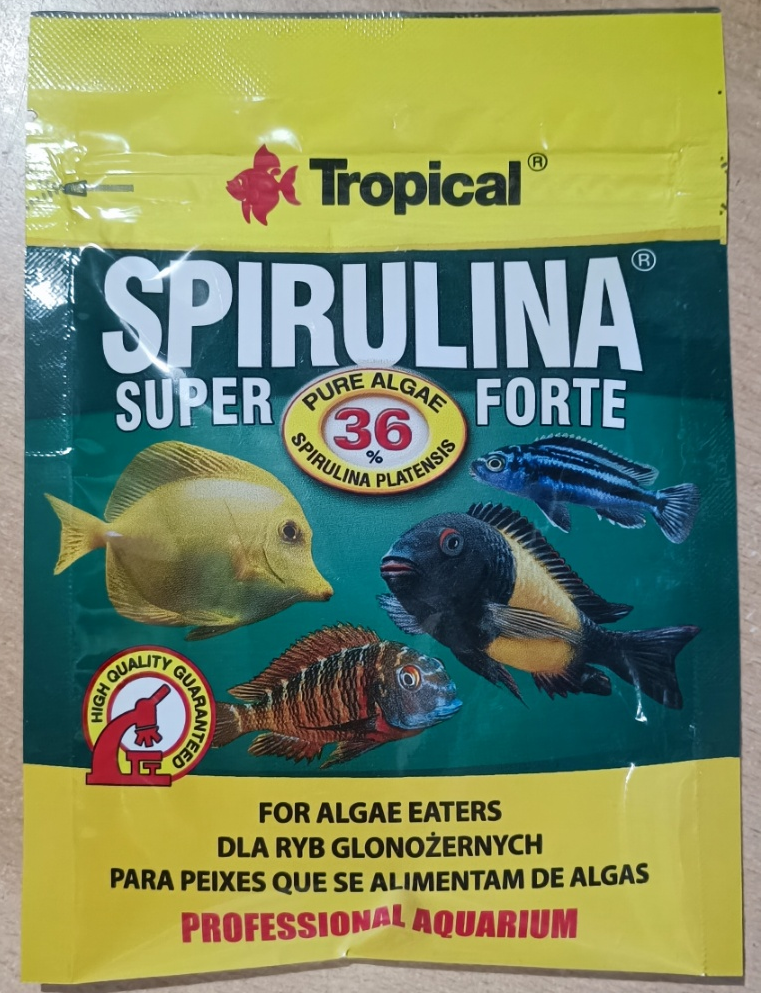 Tropical®
SPIRULINA®
SUPER FORTE
PURE ALGAE
36
%
SPIRULINA PLATENSIS
HIGH QUALITY GUARANTEED
FOR ALGAE EATERS
DLA RYB GLONOŻERNYCH
PARA PEIXES QUE SE ALIMENTAM DE ALGAS
PROFESSIONAL AQUARIUM